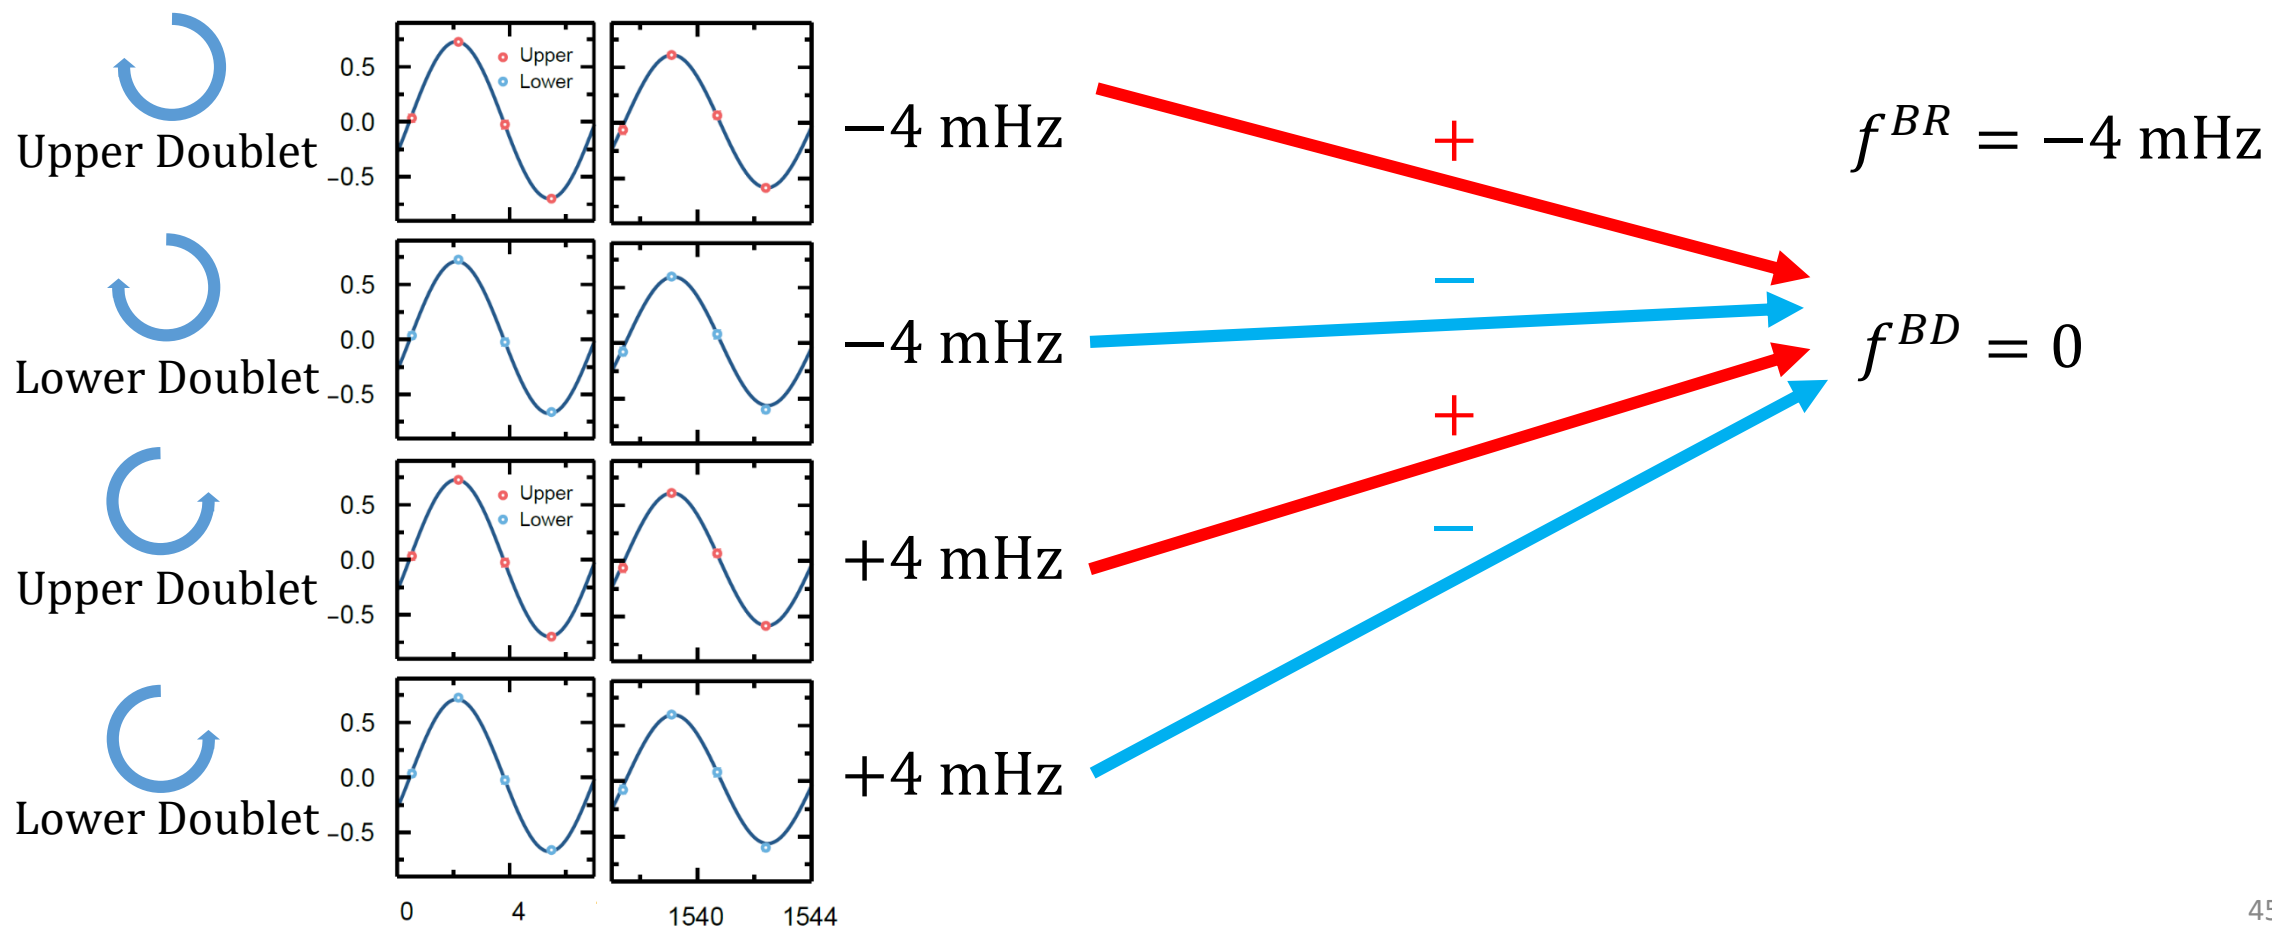 Upper Doublet
0.5
0.0
−0.5
Upper
Lower
−4 mHz
+
f^{BR} = −4 mHz
Lower Doublet
0.5
0.0
−0.5
−4 mHz
−
f^{BD} = 0
Upper Doublet
0.5
0.0
−0.5
Upper
Lower
+4 mHz
+
Lower Doublet
0.5
0.0
−0.5
+4 mHz
−
0 4 1540 1544
45